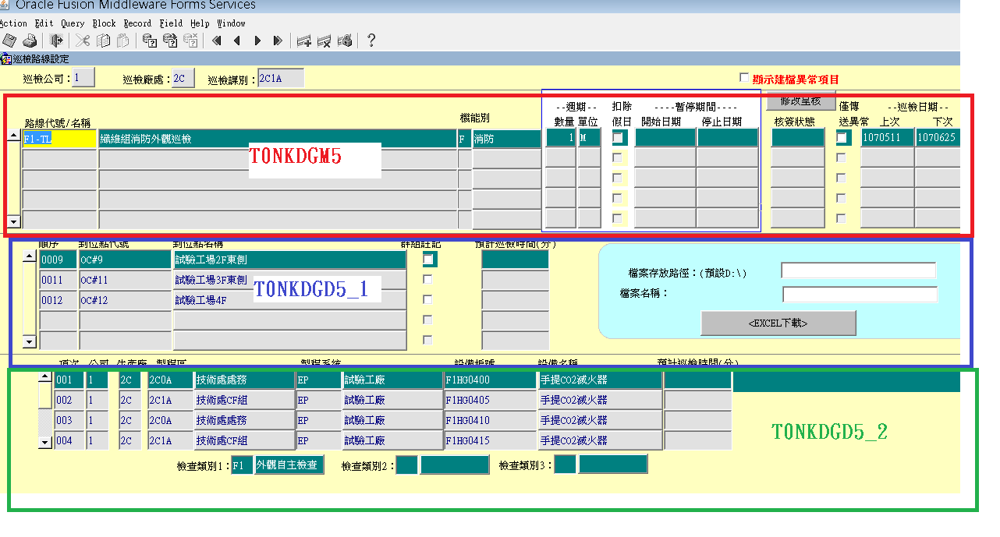 Oracle Fusion Middleware Forms Services
Action Edit Query Block Record Field Help Window
巡檢路線設定
巡檢公司：1 巡檢廠處：2C 巡檢課別：2C1A 顯示建檔異常項目
--週期-- 扣除 ----暫停期間---- 修改呈核 僅傳 --巡檢日期--
路線代號/名稱 機能別 數量 單位 假日 開始日期 停止日期 核簽狀態 送異常 上次 下次
F1-TL 纖維組消防外觀巡檢 F 消防 1 M 1070511 1070625
T0NKDGM5
順序 到位點代號 到位點名稱 群組註記 預計巡檢時間(分)
0009 OC#9 試驗工場2F東側
0011 OC#11 試驗工場3F東側
0012 OC#12 試驗工場4F
T0NKDGD5_1
檔案存放路徑：(預設D:\)
檔案名稱：
<EXCEL下載>
項次 公司 生產廠 製程區 製程系統 設備編號 設備名稱 預計巡檢時間(分)
001 1 2C 2C0A 技術處處務 EP 試驗工廠 F1HG0400 手提CO2滅火器
002 1 2C 2C1A 技術處CF組 EP 試驗工廠 F1HG0405 手提CO2滅火器
003 1 2C 2C0A 技術處處務 EP 試驗工廠 F1HG0410 手提CO2滅火器
004 1 2C 2C1A 技術處CF組 EP 試驗工廠 F1HG0415 手提CO2滅火器
T0NKDGD5_2
檢查類別1：F1 外觀自主檢查 檢查類別2： 檢查類別3：